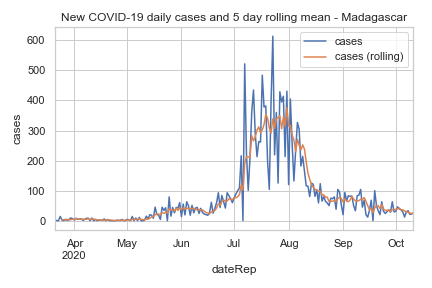 New COVID-19 daily cases and 5 day rolling mean - Madagascar
cases
cases (rolling)
cases
600
500
400
300
200
100
0
Apr
2020
May
Jun
Jul
Aug
Sep
Oct
dateRep